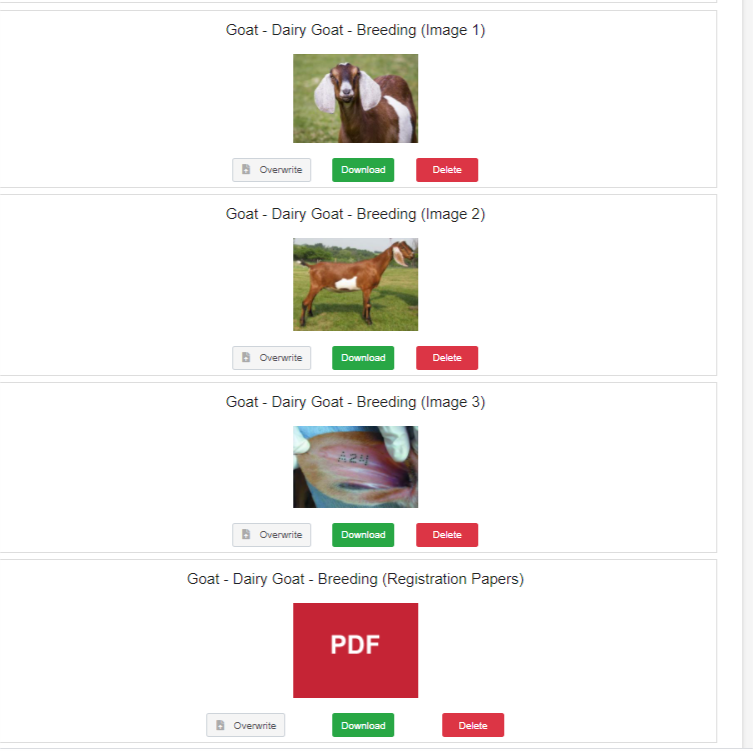 Goat - Dairy Goat - Breeding (Image 1)
Overwrite Download Delete
Goat - Dairy Goat - Breeding (Image 2)
Overwrite Download Delete
Goat - Dairy Goat - Breeding (Image 3)
A24
Overwrite Download Delete
Goat - Dairy Goat - Breeding (Registration Papers)
PDF
Overwrite Download Delete